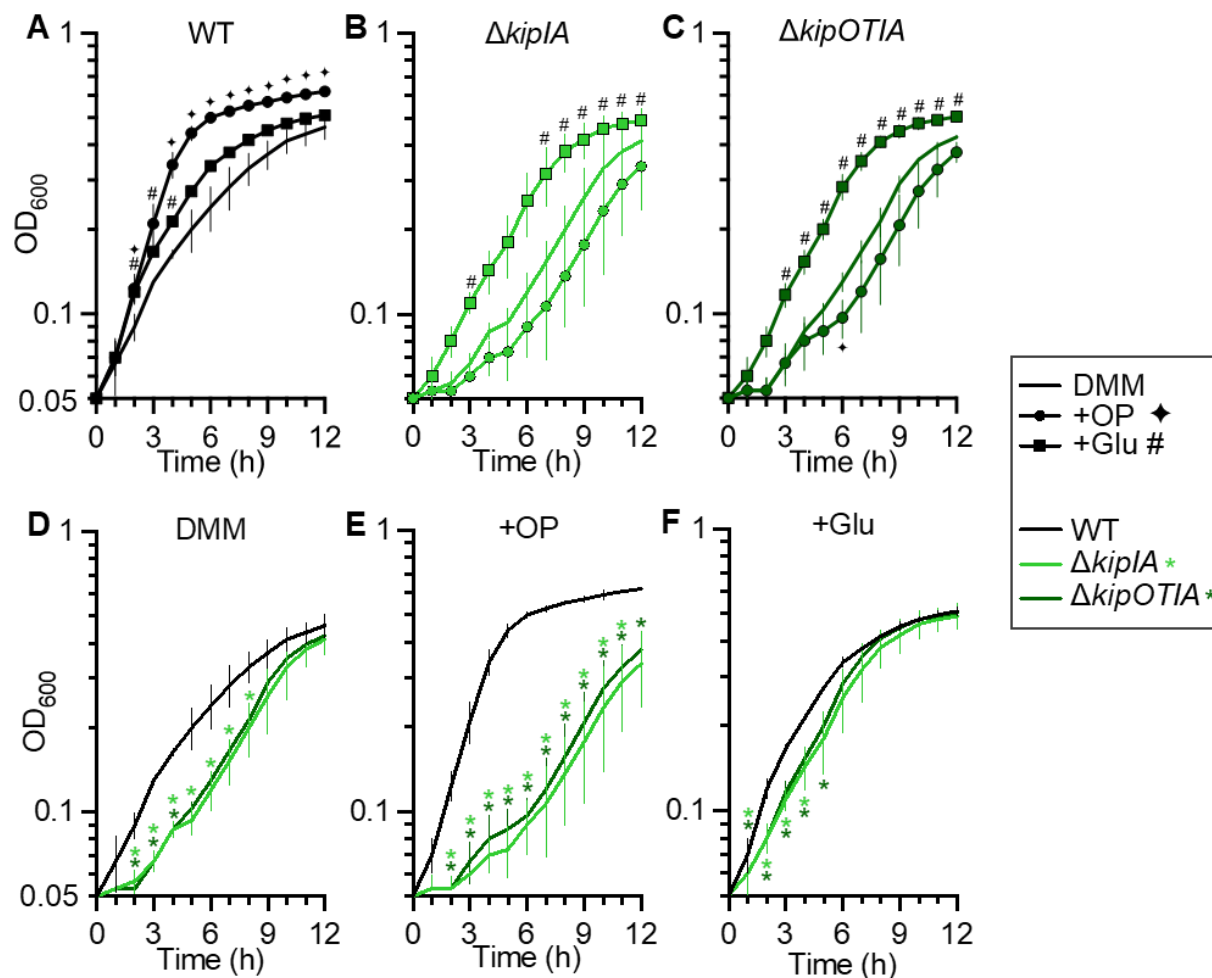 A WT
1
0.1
0.05
OD600
0 3 6 9 12
Time (h)
B ΔkipIA
1
0.1
0 3 6 9 12
Time (h)
C ΔkipOTIA
1
0.1
0 3 6 9 12
Time (h)
DMM
+OP ✦
+Glu #
WT
ΔkipIA *
ΔkipOTIA *
D DMM
1
0.1
0.05
OD600
0 3 6 9 12
Time (h)
E +OP
1
0.1
0 3 6 9 12
Time (h)
F +Glu
1
0.1
0 3 6 9 12
Time (h)